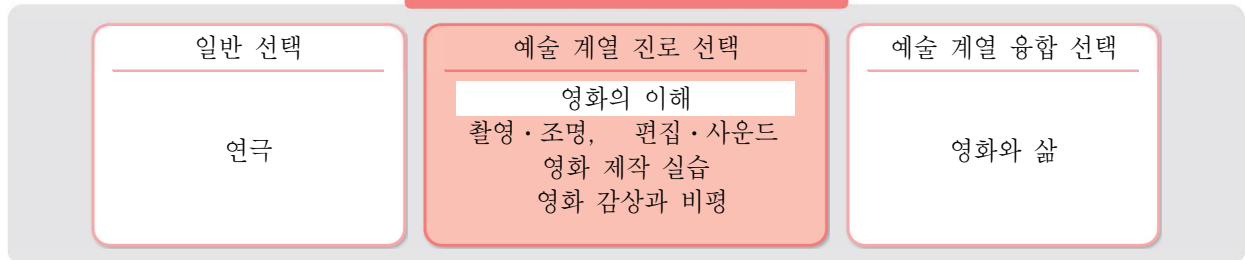 일반 선택
연극
예술 계열 진로 선택
영화의 이해
촬영・조명, 편집・사운드
영화 제작 실습
영화 감상과 비평
예술 계열 융합 선택
영화와 삶